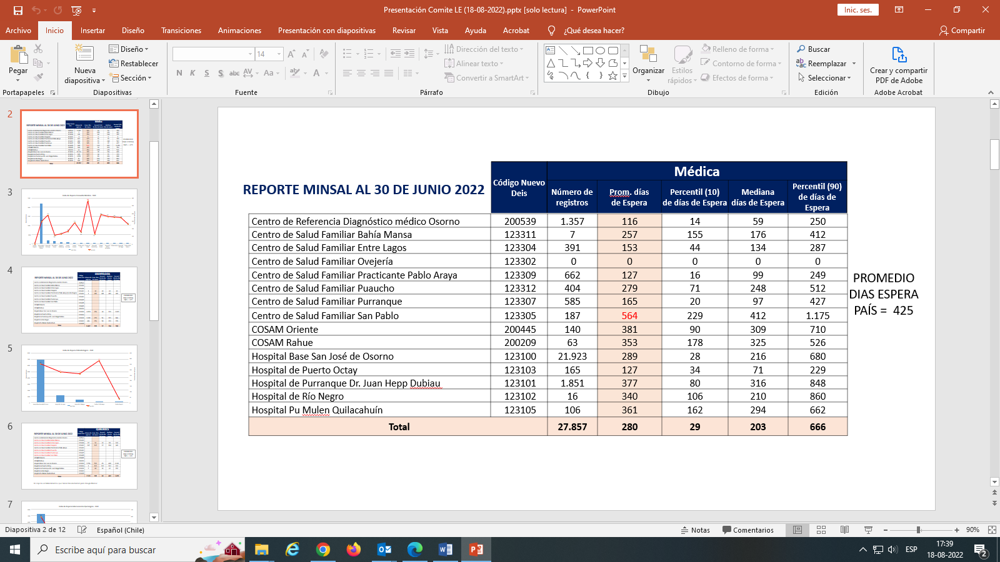 Presentación Comite LE (18-08-2022).pptx [solo lectura] - PowerPoint
Inic. ses.
Archivo Inicio Insertar Diseño Transiciones Animaciones Presentación con diapositivas Revisar Vista Ayuda Acrobat ¿Qué desea hacer? Compartir
Pegar
Nueva diapositiva
Diseño
Restablecer
Sección
14
N K S S abc AV Aa A
Dirección del texto
Alinear texto
Convertir a SmartArt
Organizar
Estilos rápidos
Relleno de forma
Contorno de forma
Efectos de forma
Buscar
Reemplazar
Seleccionar
Crear y compartir
PDF de Adobe
Portapapeles Diapositivas Fuente Párrafo Dibujo Edición Adobe Acrobat
2
3
4
5
6
7
REPORTE MINSAL AL 30 DE JUNIO 2022
Código Nuevo Deis
Médica
Número de registros
Prom. días de Espera
Percentil (10) de días de Espera
Mediana días de Espera
Percentil (90) de días de Espera
Centro de Referencia Diagnóstico médico Osorno 200539 1.357 116 14 59 250
Centro de Salud Familiar Bahía Mansa 123311 7 257 155 176 412
Centro de Salud Familiar Entre Lagos 123304 391 153 44 134 287
Centro de Salud Familiar Ovejería 123302 0 0 0 0 0
Centro de Salud Familiar Practicante Pablo Araya 123309 662 127 16 99 249
Centro de Salud Familiar Puaucho 123312 404 279 71 248 512
Centro de Salud Familiar Purranque 123307 585 165 20 97 427
Centro de Salud Familiar San Pablo 123305 187 564 229 412 1.175
COSAM Oriente 200445 140 381 90 309 710
COSAM Rahue 200209 63 353 178 325 526
Hospital Base San José de Osorno 123100 21.923 289 28 216 680
Hospital de Puerto Octay 123103 165 127 34 71 229
Hospital de Purranque Dr. Juan Hepp Dubiau 123101 1.851 377 80 316 848
Hospital de Río Negro 123102 16 340 106 210 860
Hospital Pu Mulen Quilacahuín 123105 106 361 162 294 662
Total 27.857 280 29 203 666
PROMEDIO
DIAS ESPERA
PAÍS = 425
Diapositiva 2 de 12 Español (Chile) Notas Comentarios 90%
Escribe aquí para buscar
ESP
17:39
18-08-2022
2